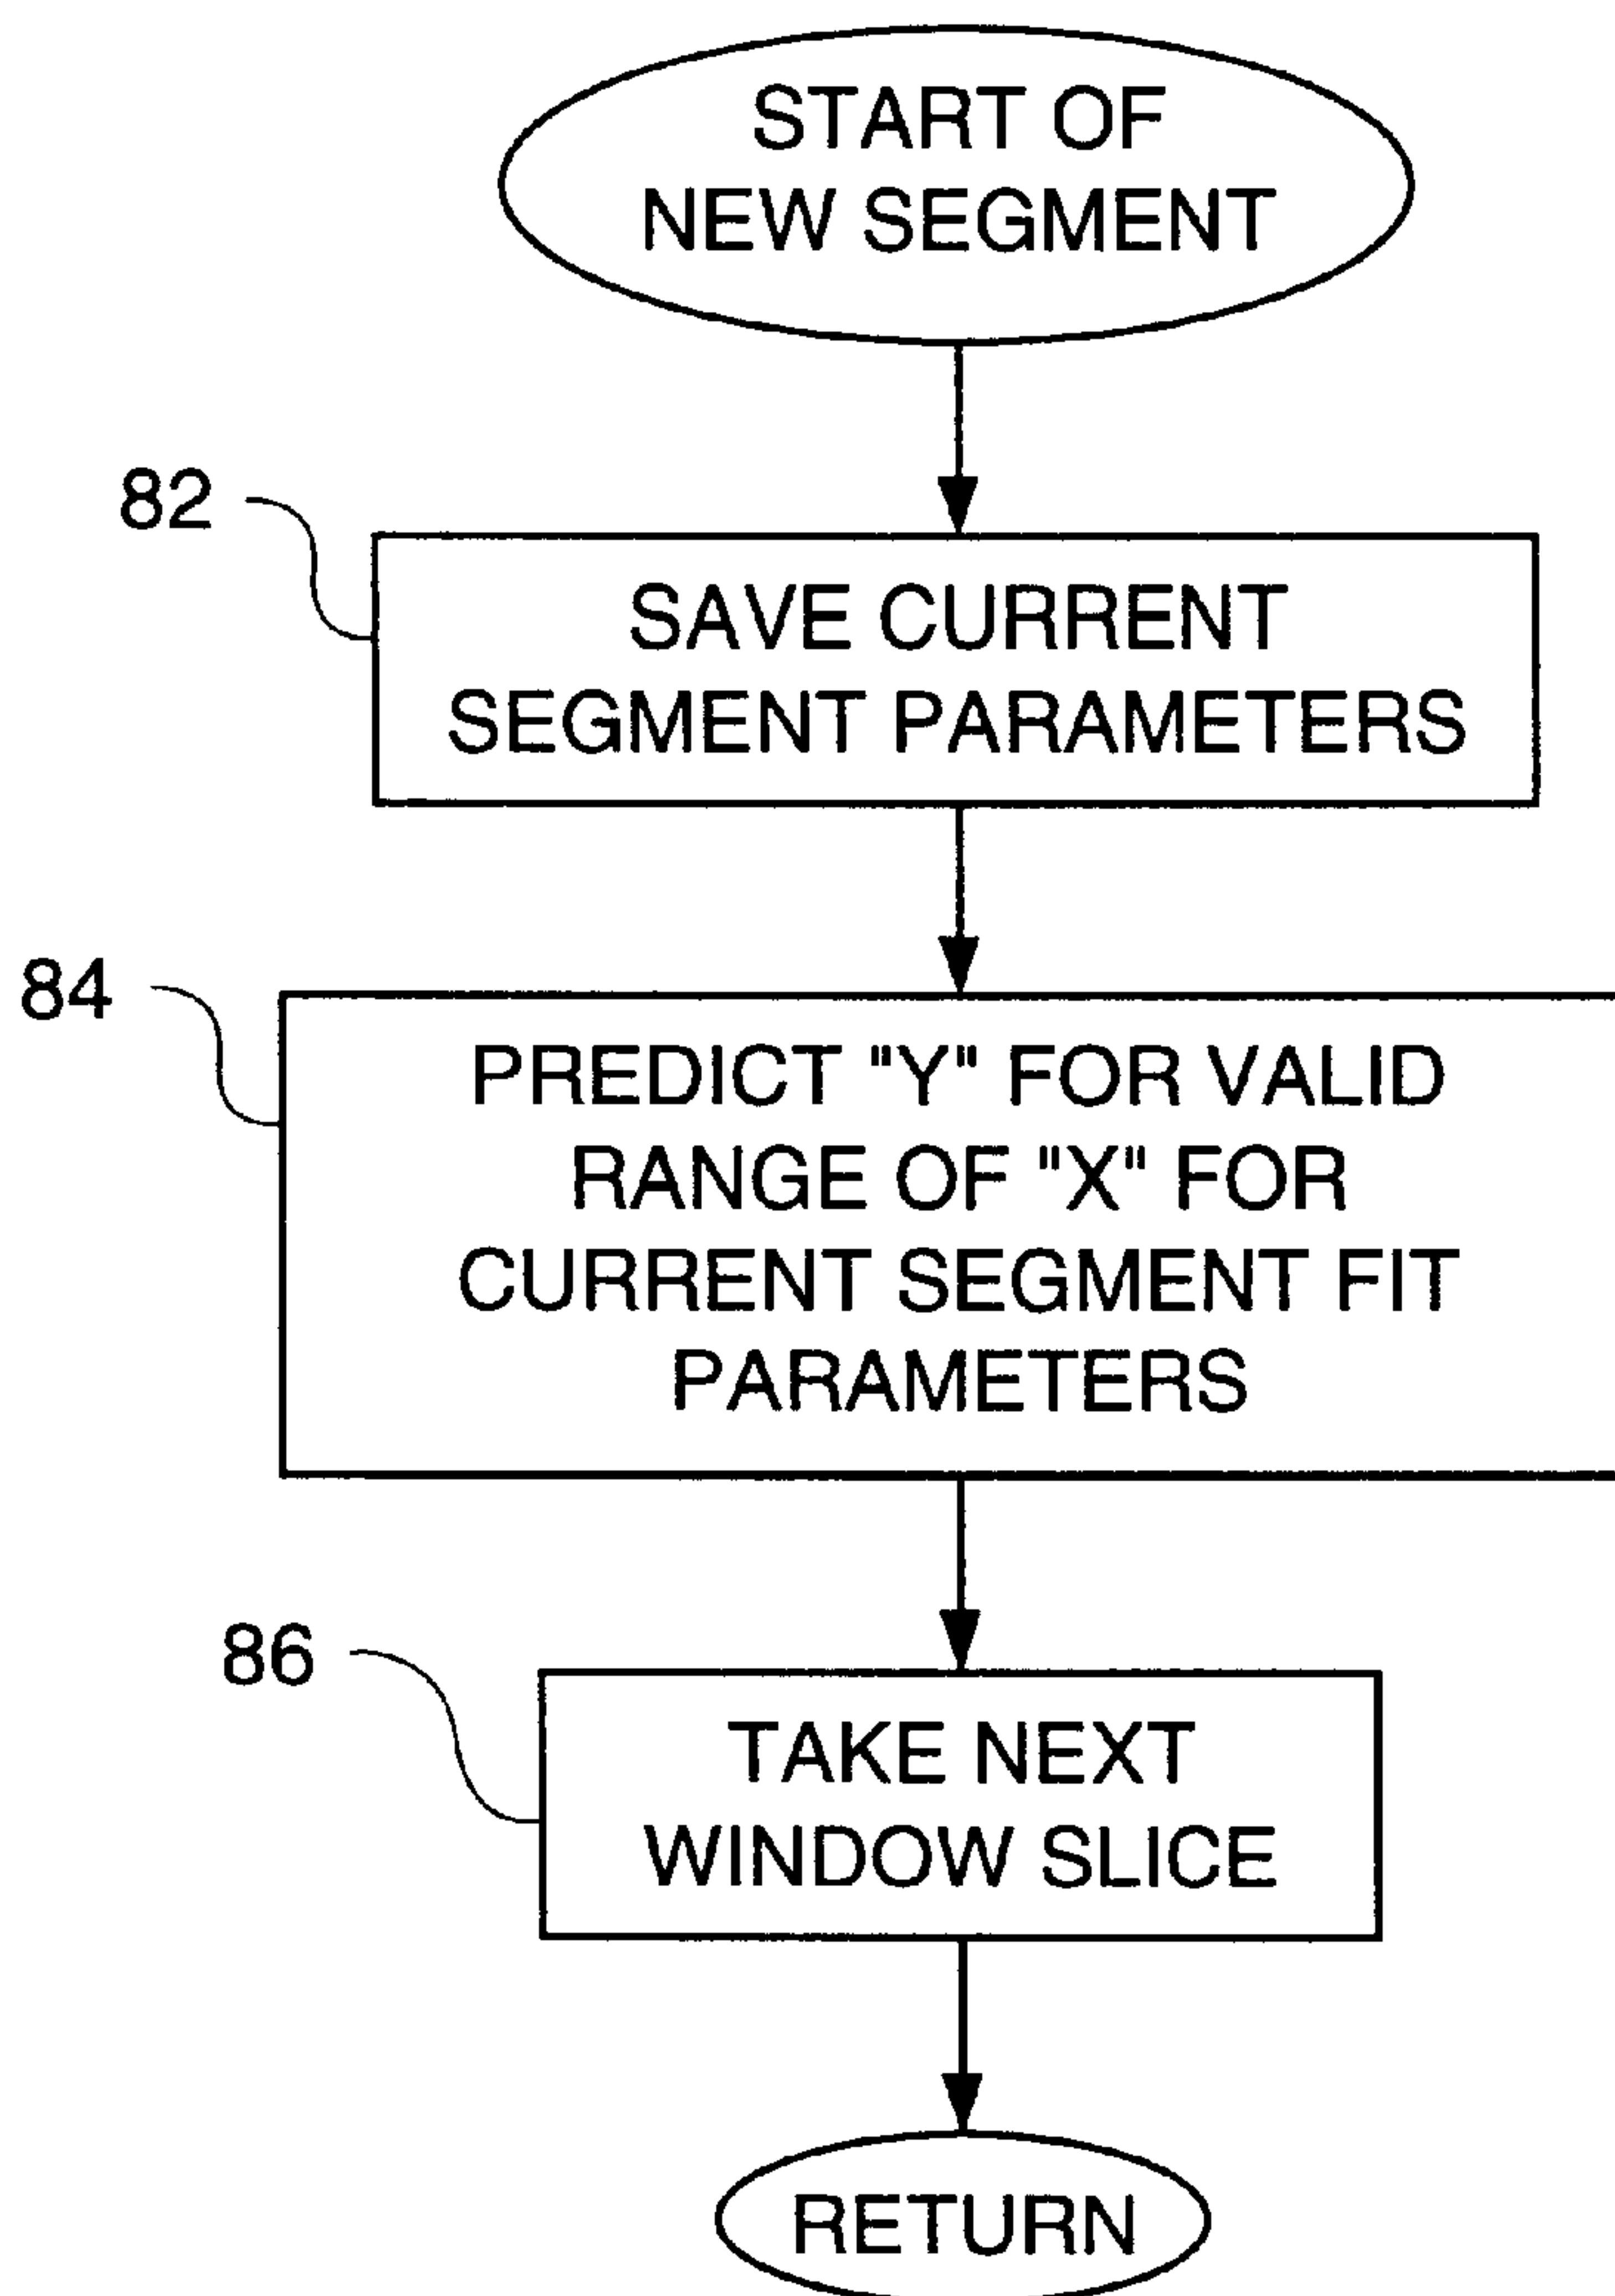 START OF
NEW SEGMENT
82
SAVE CURRENT
SEGMENT PARAMETERS
84
PREDICT "Y" FOR VALID
RANGE OF "X" FOR
CURRENT SEGMENT FIT
PARAMETERS
86
TAKE NEXT
WINDOW SLICE
RETURN